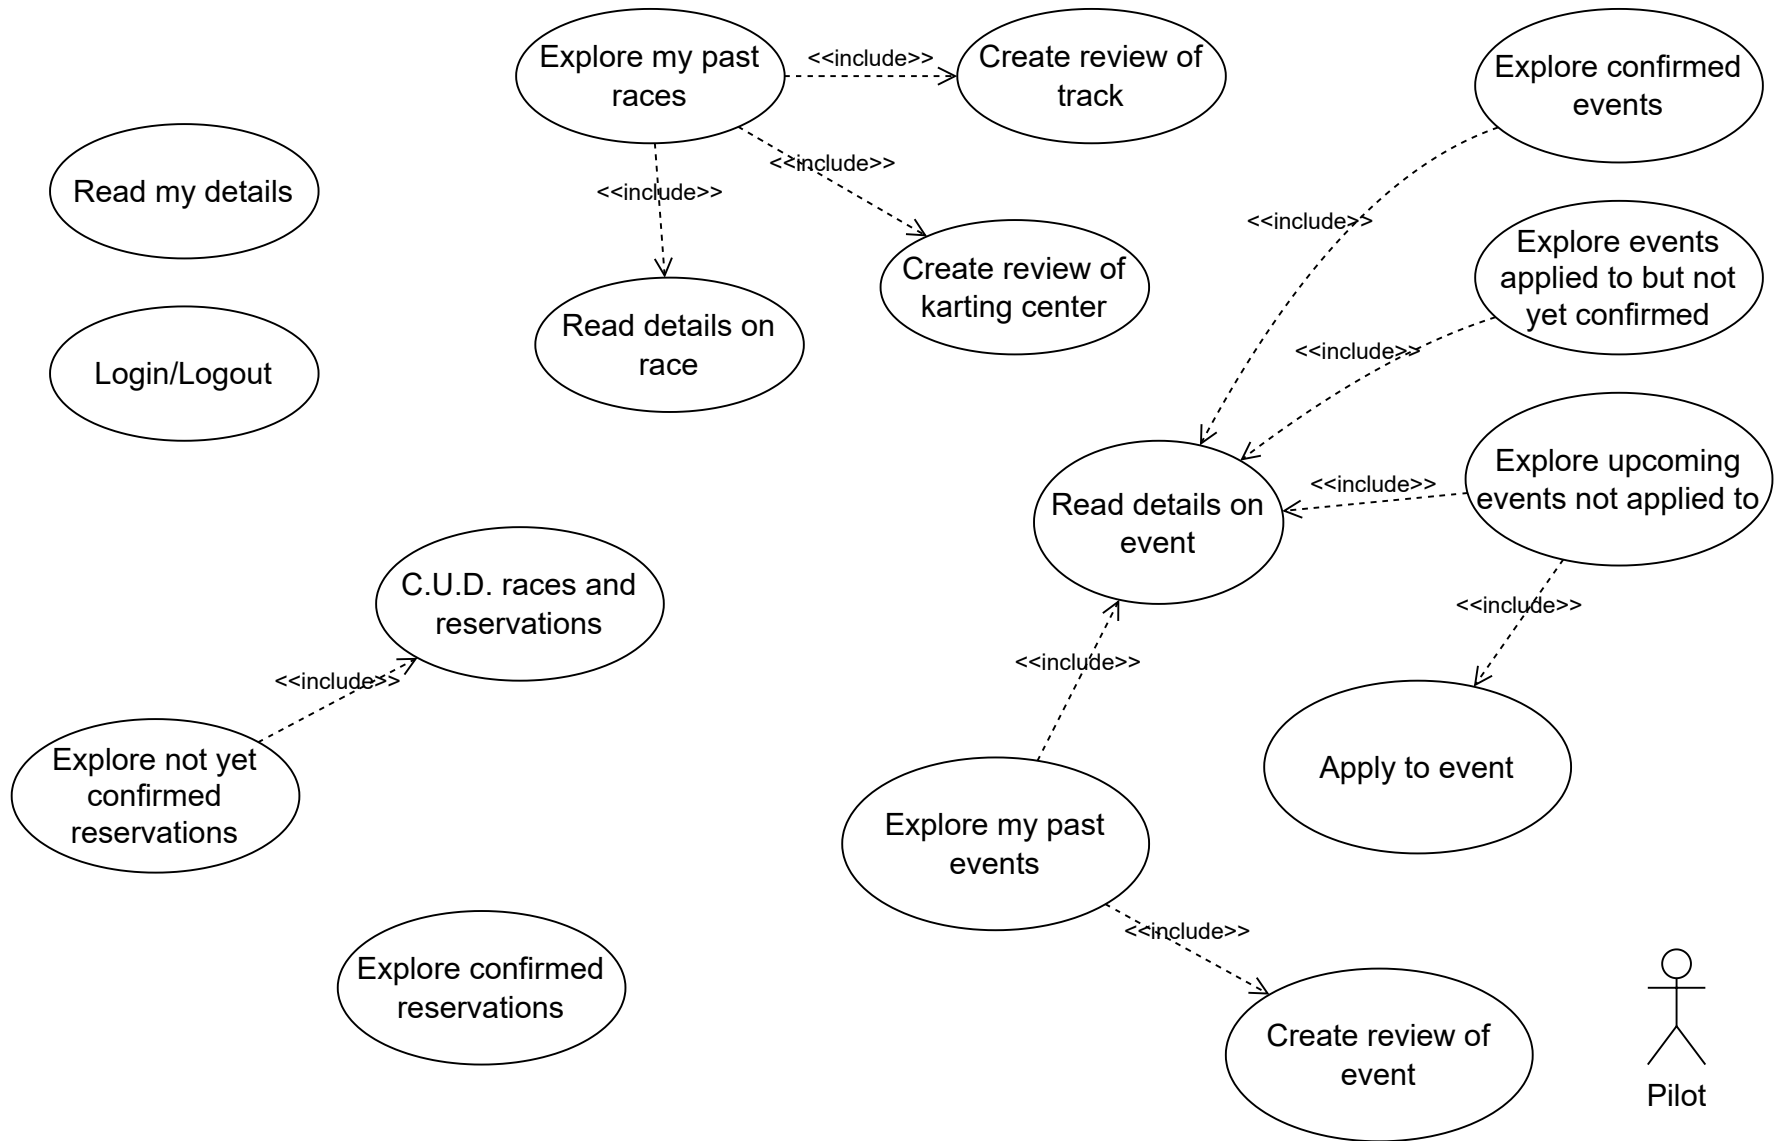 Explore my past
races
<<include>>
Create review of
track
Explore confirmed
events
Read my details
<<include>>
<<include>>
<<include>>
Explore events
applied to but not
yet confirmed
Create review of
karting center
Read details on
race
<<include>>
Login/Logout
Explore upcoming
events not applied to
<<include>>
Read details on
event
C.U.D. races and
reservations
<<include>>
<<include>>
<<include>>
Explore not yet
confirmed
reservations
Apply to event
Explore my past
events
<<include>>
Explore confirmed
reservations
Create review of
event
Pilot